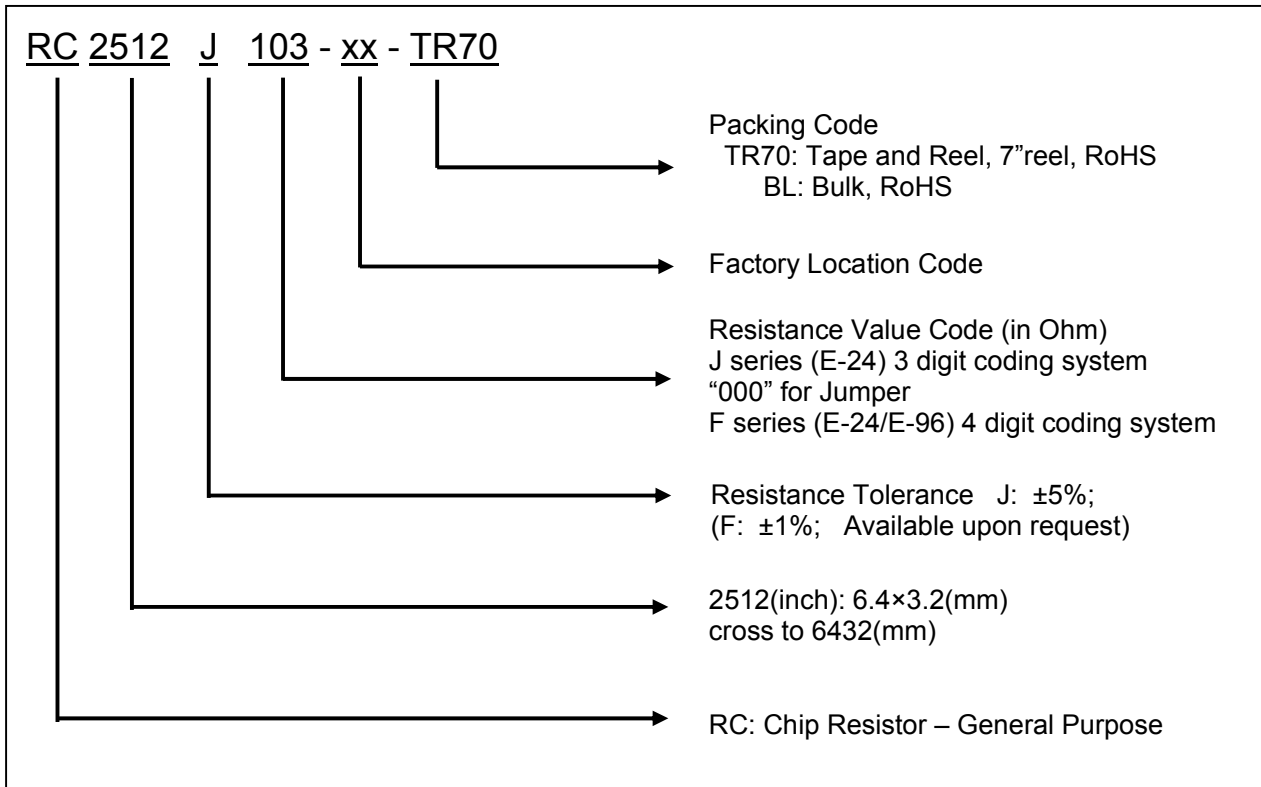 RC 2512 J 103 - xx - TR70
Packing Code
TR70: Tape and Reel, 7”reel, RoHS
BL: Bulk, RoHS
Factory Location Code
Resistance Value Code (in Ohm)
J series (E-24) 3 digit coding system
“000” for Jumper
F series (E-24/E-96) 4 digit coding system
Resistance Tolerance J: ±5%;
(F: ±1%; Available upon request)
2512(inch): 6.4×3.2(mm)
cross to 6432(mm)
RC: Chip Resistor – General Purpose